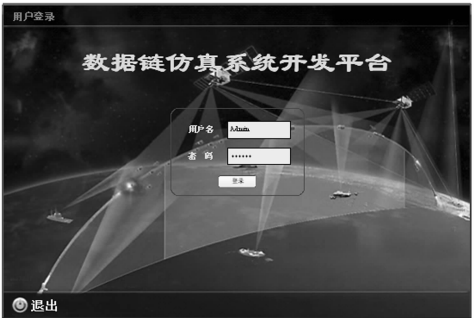 用户登录
数据链仿真系统开发平台
用户名 Admin
密 码 ••••••
登录
退出